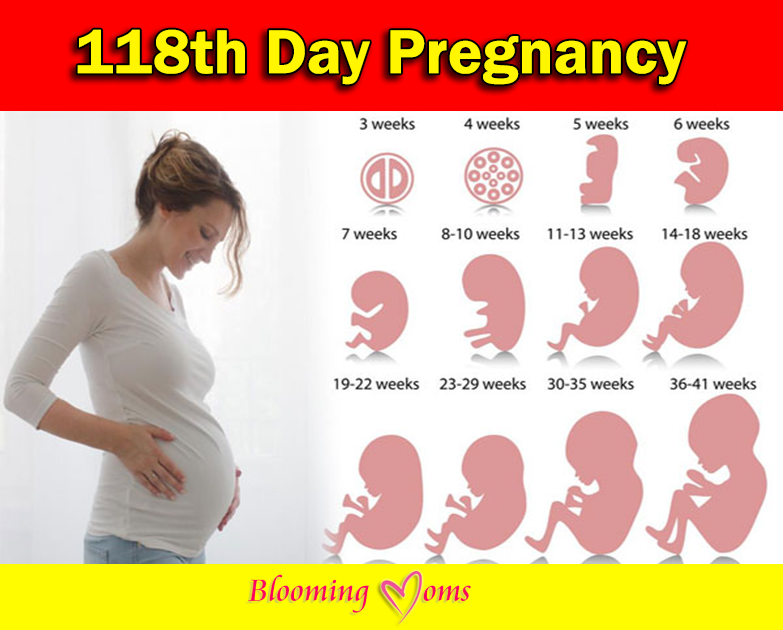 118th Day Pregnancy
3 weeks 4 weeks 5 weeks 6 weeks
7 weeks 8-10 weeks 11-13 weeks 14-18 weeks
19-22 weeks 23-29 weeks 30-35 weeks 36-41 weeks
Blooming Moms